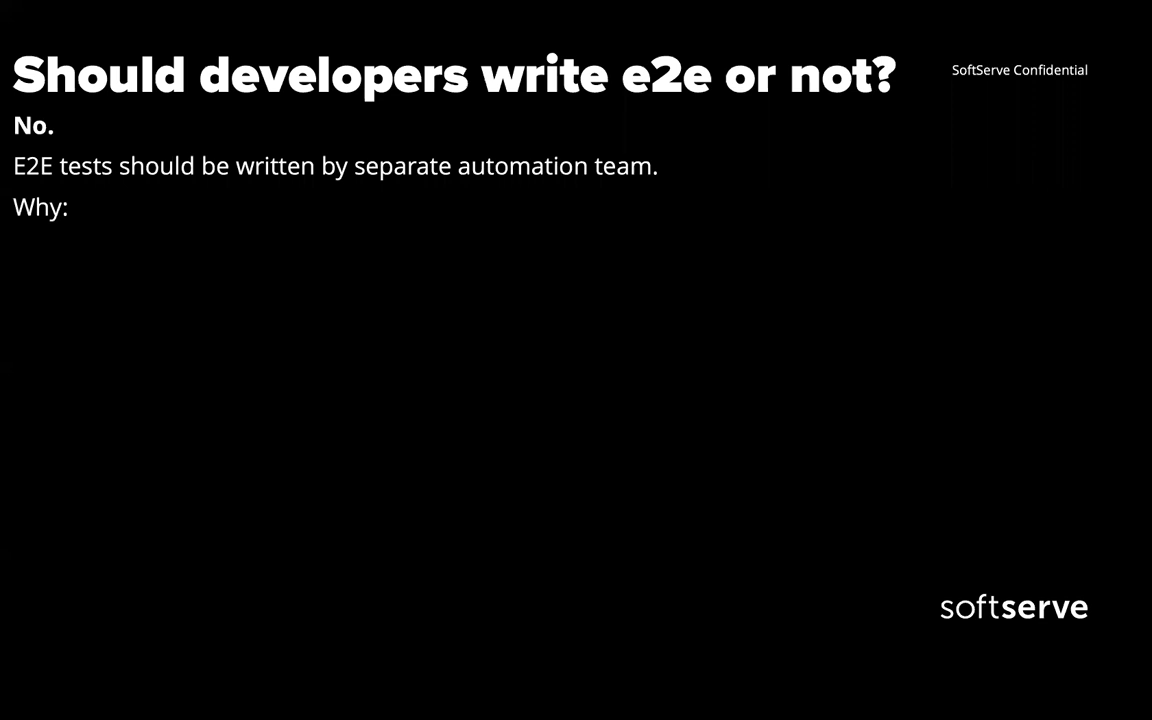 Should developers write e2e or not?
SoftServe Confidential
No.
E2E tests should be written by separate automation team.
Why:
softserve